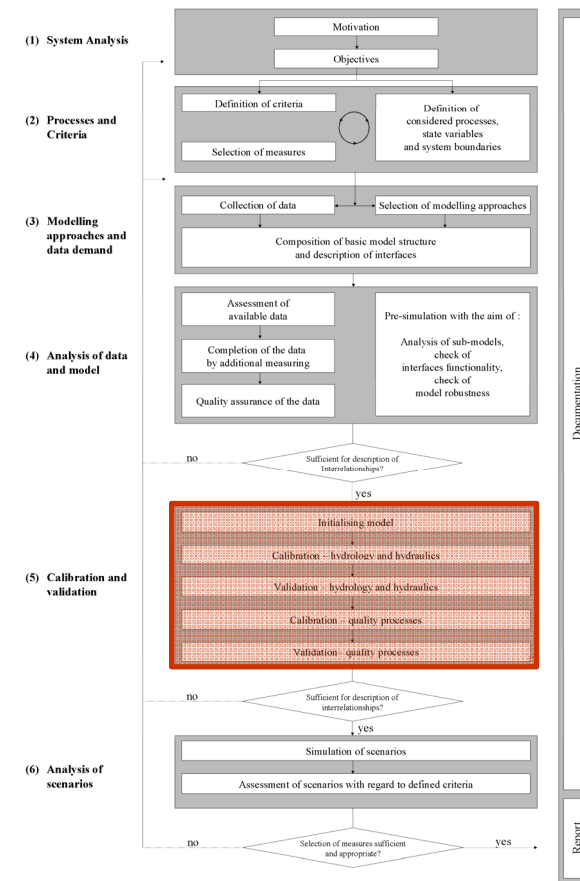 Motivation
(1) System Analysis
Objectives
Definition of criteria
Definition of
considered processes,
state variables
and system boundaries
(2) Processes and
Criteria
Selection of measures
Collection of data
Selection of modelling approaches
(3) Modelling
approaches and
data demand
Composition of basic model structure
and description of interfaces
Assessment of
available data
Pre-simulation with the aim of :
Analysis of sub-models,
check of
interfaces functionality,
check of
model robustness
(4) Analysis of data
and model
Completion of the data
by additional measuring
Quality assurance of the data
Documentation
no
Sufficient for description of
Interrelationships?
yes
Initialising model
Calibration – hydrology and hydraulics
(5) Calibration and
validation
Validation – hydrology and hydraulics
Calibration – quality processes
Validation– quality processes
no
Sufficient for description of
interrelationships?
yes
Simulation of scenarios
(6) Analysis of
scenarios
Assessment of scenarios with regard to defined criteria
no
Selection of measures sufficient
and appropriate?
yes
Report